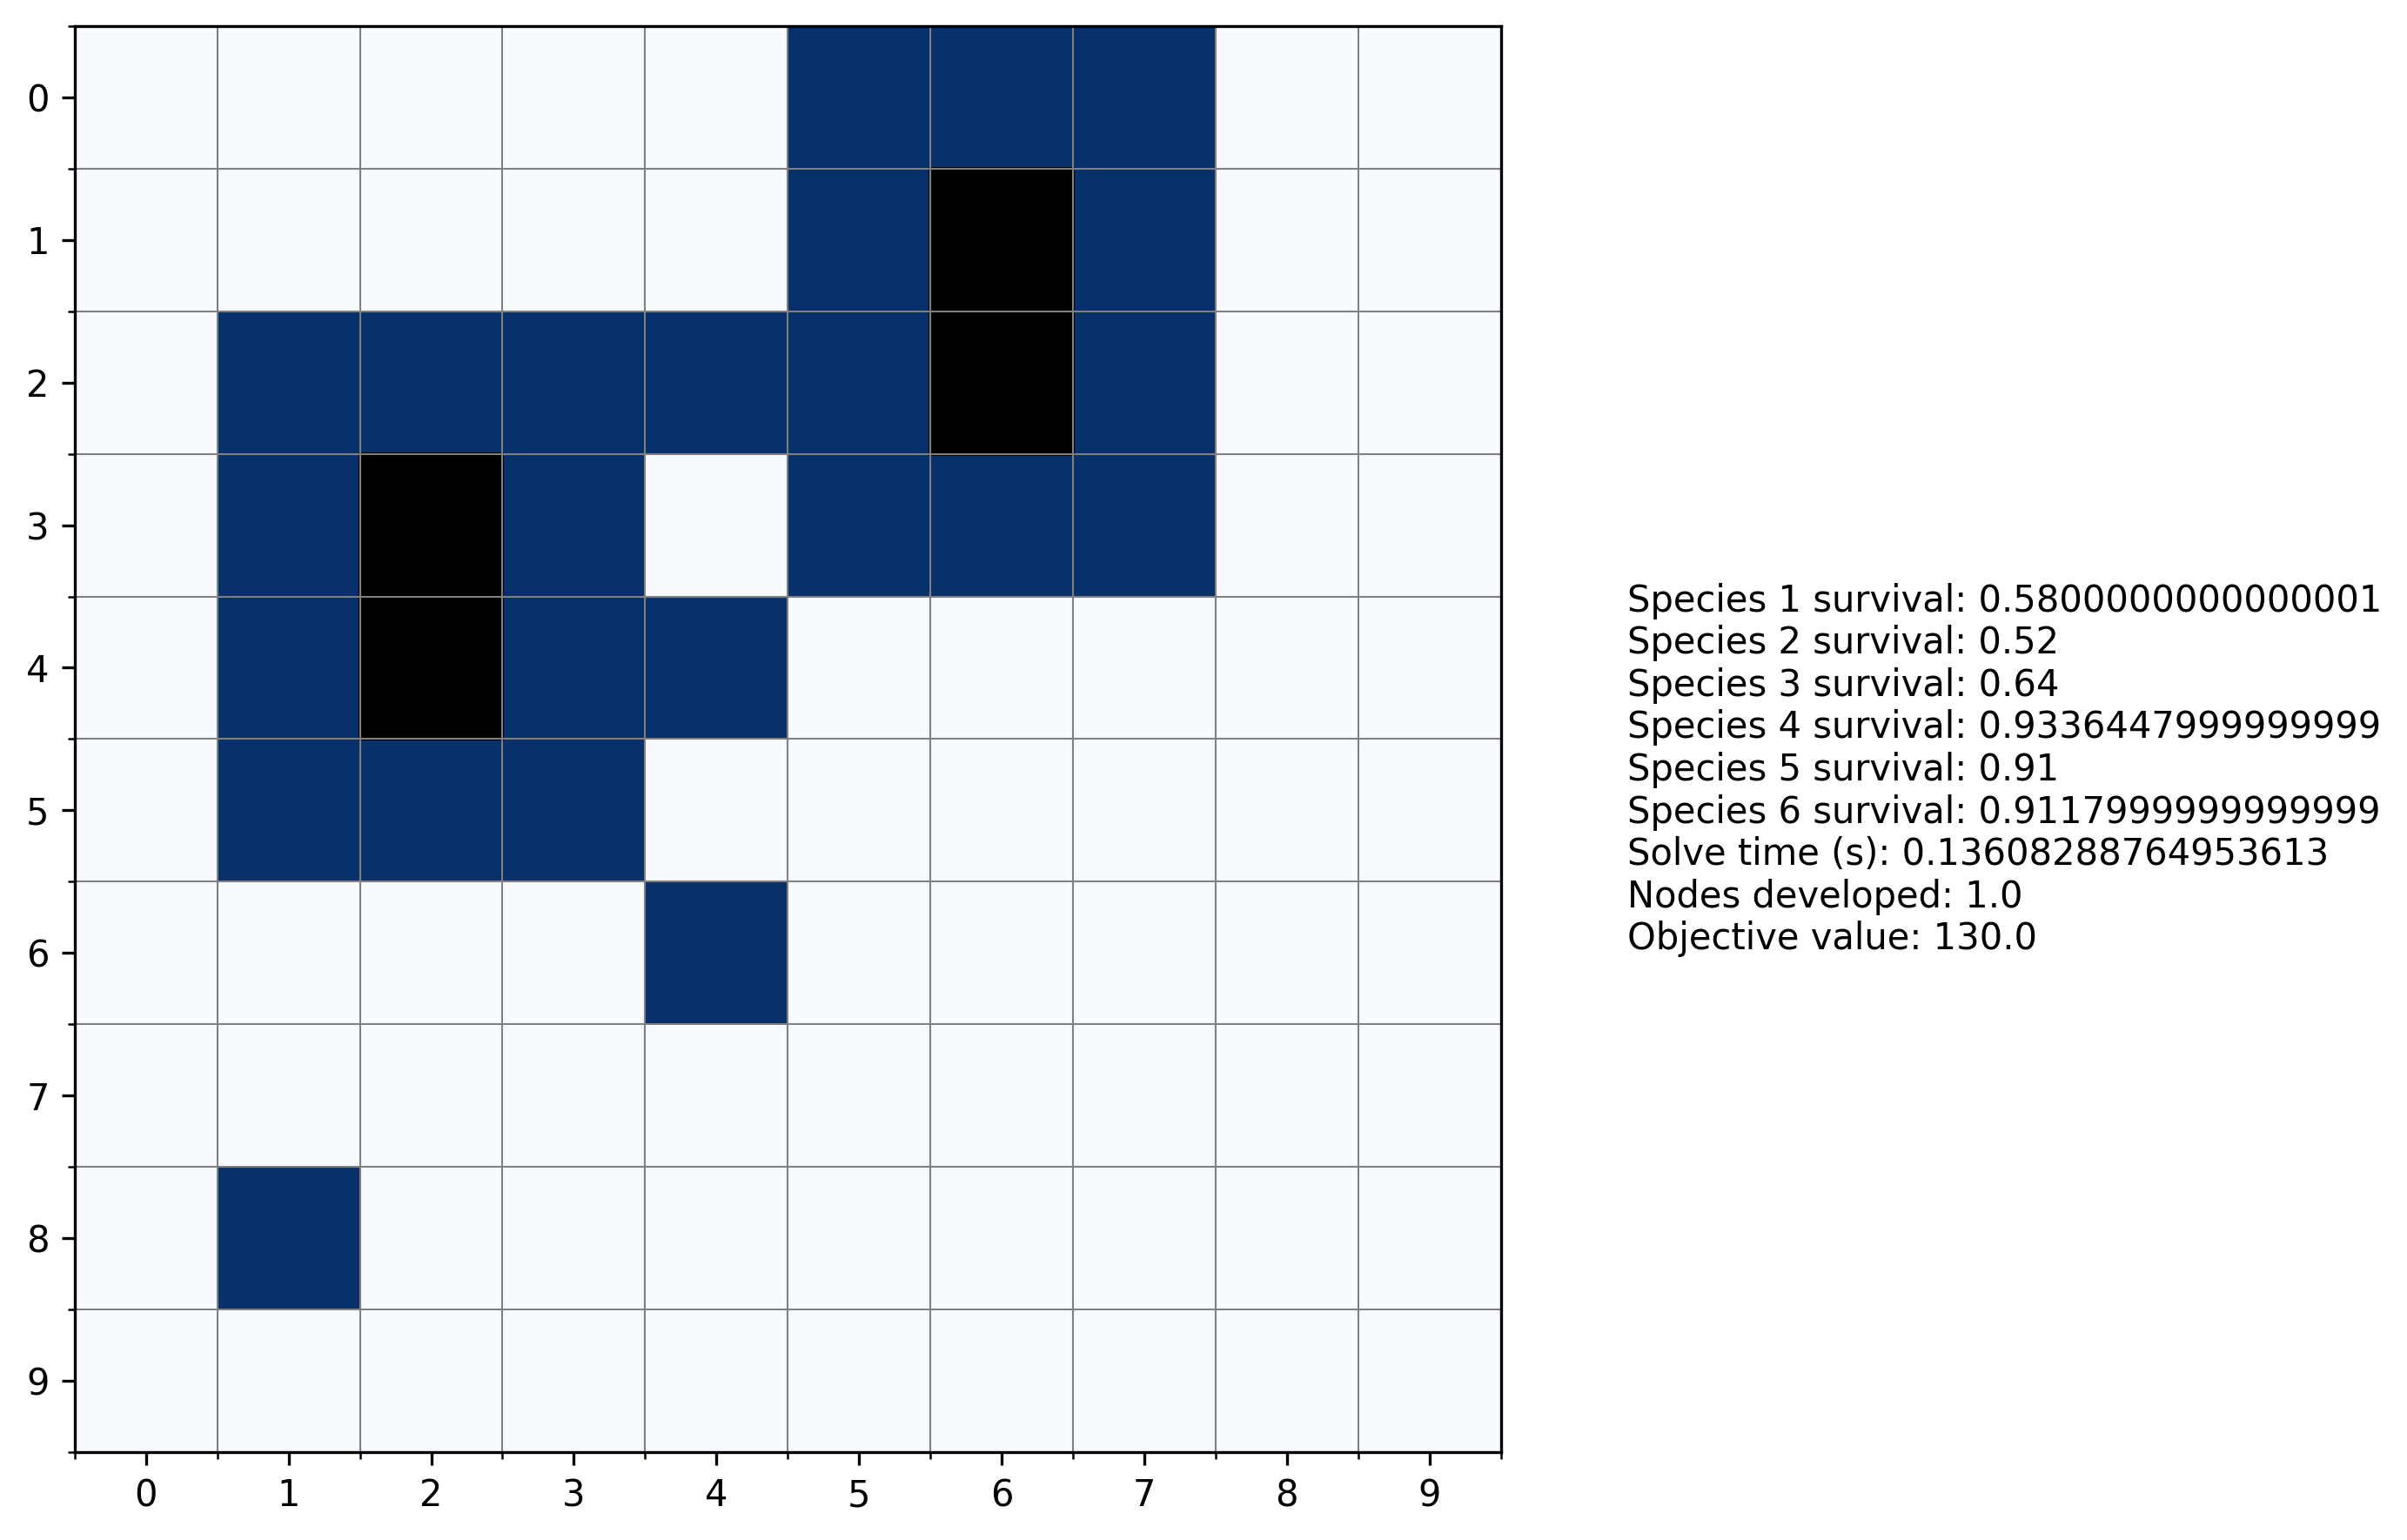 0
1
2
3
4
5
6
7
8
9
0 1 2 3 4 5 6 7 8 9
Species 1 survival: 0.5800000000000001
Species 2 survival: 0.52
Species 3 survival: 0.64
Species 4 survival: 0.9336447999999999
Species 5 survival: 0.91
Species 6 survival: 0.9117999999999999
Solve time (s): 0.13608288764953613
Nodes developed: 1.0
Objective value: 130.0